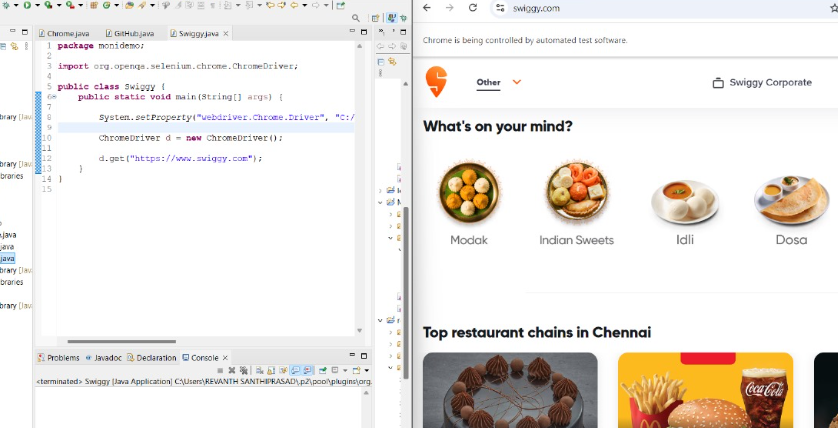 Chrome.java
GitHub.java
Swiggy.java
1 package monidemo;
2
3 import org.openqa.selenium.chrome.ChromeDriver;
4
5 public class Swiggy {
6 public static void main(String[] args) {
7
8 System.setProperty("webdriver.Chrome.Driver", "C:/
9
10 ChromeDriver d = new ChromeDriver();
11
12 d.get("https://www.swiggy.com");
13 }
14 }
15
brary [Java
brary [Java
braries
.java
java
java
brary [Java
braries
brary [Java
Problems Javadoc Declaration Console
<terminated> Swiggy [Java Application] C:\Users\REVANTH SANTHIPRASAD\.p2\pool\plugins\org.
swiggy.com
Chrome is being controlled by automated test software.
Other
Swiggy Corporate
What's on your mind?
Modak
Indian Sweets
Idli
Dosa
Top restaurant chains in Chennai
Coca-Cola